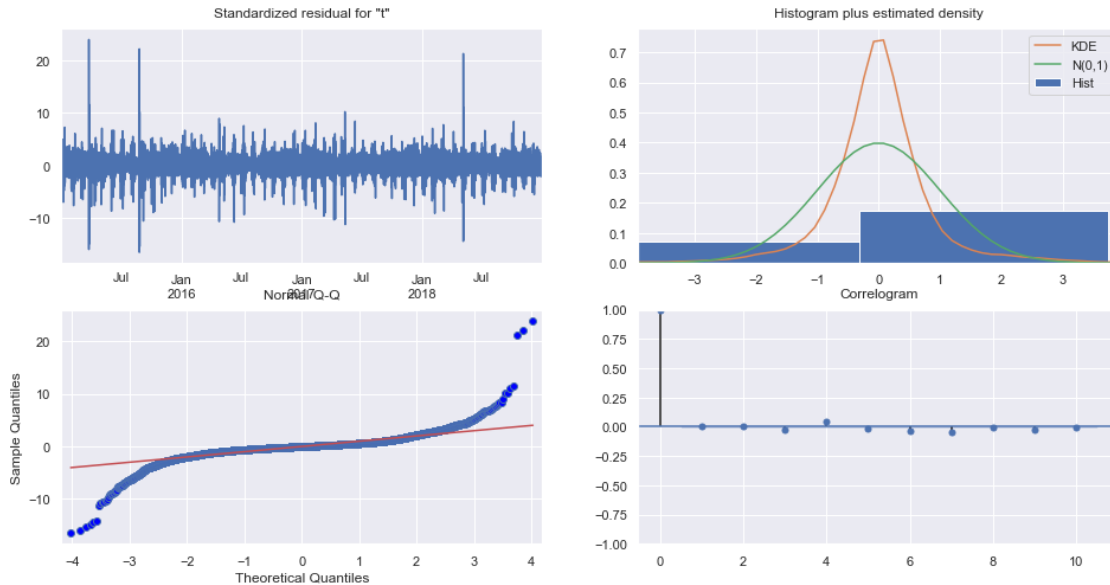 Standardized residual for "t"
20
10
0
−10
Jul
Jan
2016
Jul
Jan
2017
Jul
Jan
2018
Jul
Histogram plus estimated density
KDE
N(0,1)
Hist
0.7
0.6
0.5
0.4
0.3
0.2
0.1
0.0
−3 −2 −1 0 1 2 3
Normal Q-Q
Sample Quantiles
20
10
0
−10
−4 −3 −2 −1 0 1 2 3 4
Theoretical Quantiles
Correlogram
1.00
0.75
0.50
0.25
0.00
−0.25
−0.50
−0.75
−1.00
0 2 4 6 8 10